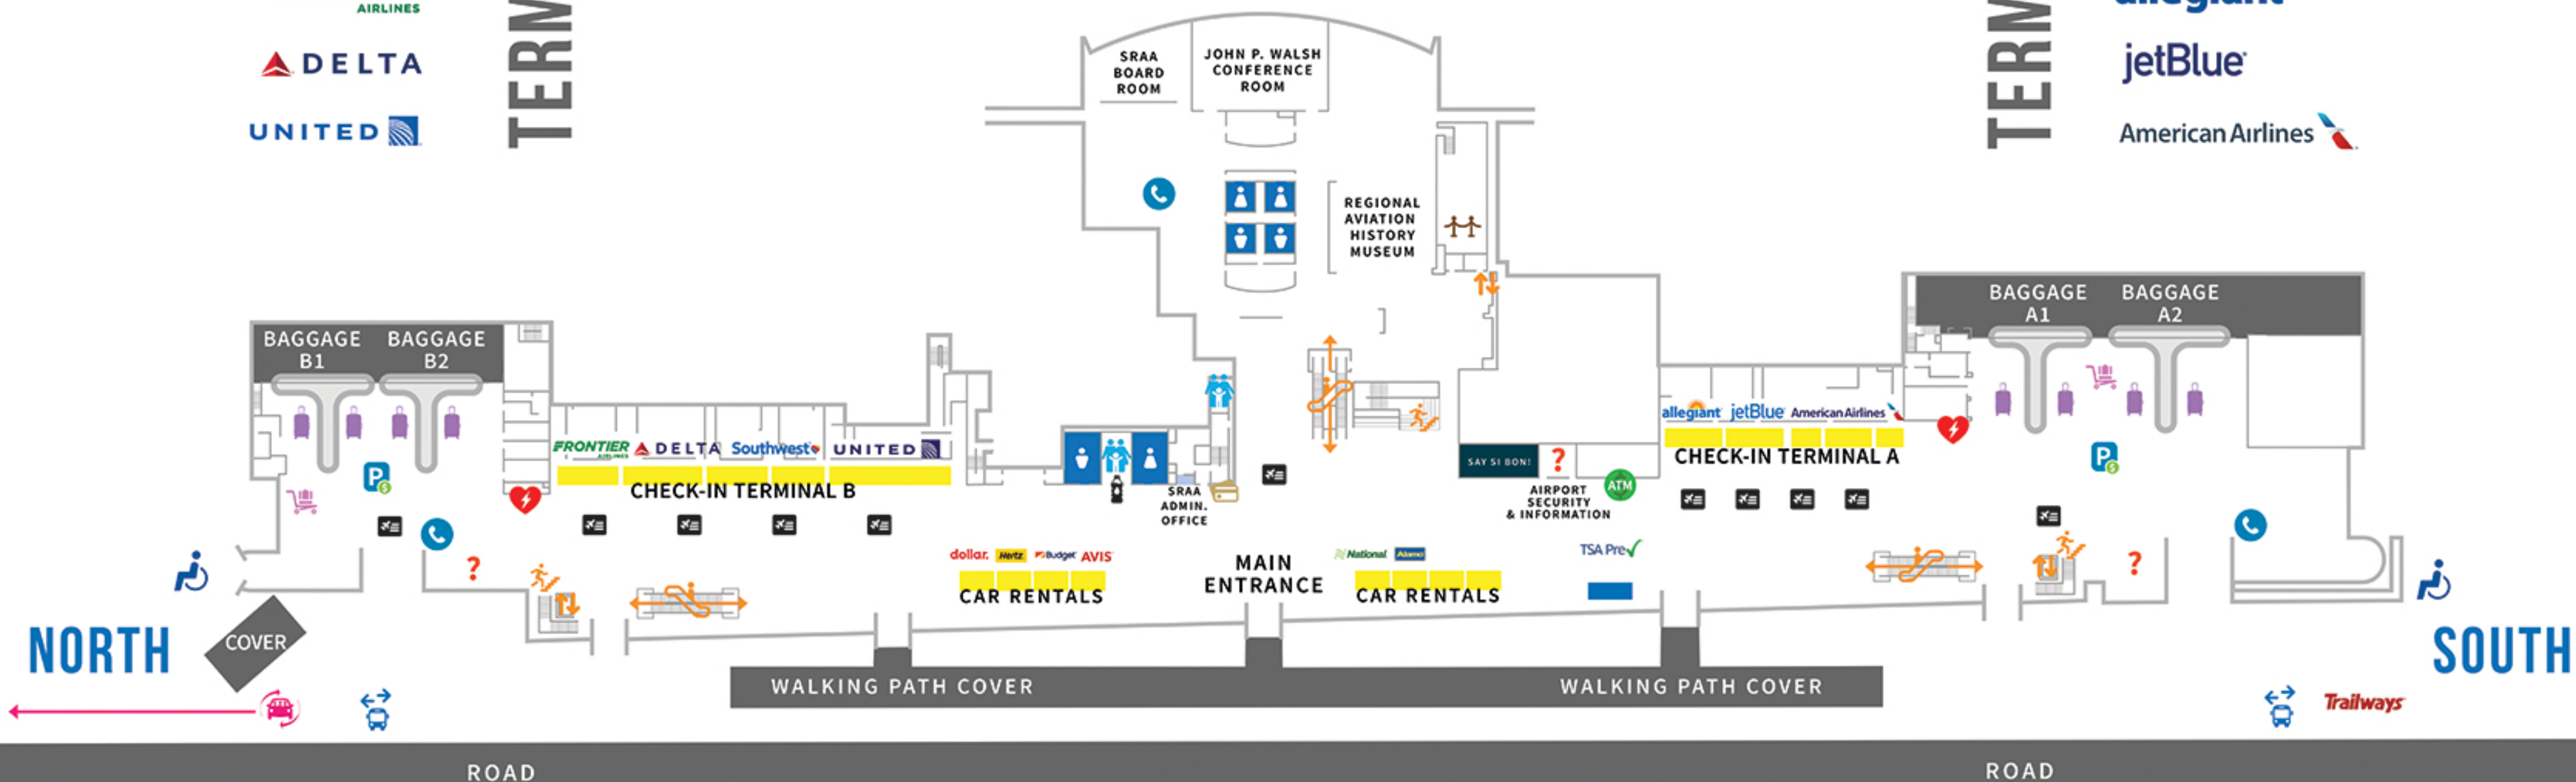 AIRLINES
DELTA
UNITED
TERM
SRAA
BOARD
ROOM
JOHN P. WALSH
CONFERENCE
ROOM
TERM
allegiant
jetBlue
American Airlines
REGIONAL
AVIATION
HISTORY
MUSEUM
BAGGAGE
B1
BAGGAGE
B2
BAGGAGE
A1
BAGGAGE
A2
FRONTIER
AIRLINES
DELTA
Southwest
UNITED
CHECK-IN TERMINAL B
P
$
SRAA
ADMIN.
OFFICE
SAY SI BON!
?
AIRPORT
SECURITY
& INFORMATION
ATM
allegiant
jetBlue
American Airlines
CHECK-IN TERMINAL A
P
$
?
dollar.
Hertz
Budget
AVIS
CAR RENTALS
MAIN
ENTRANCE
National
Alamo
CAR RENTALS
TSA Pre✓
?
NORTH
COVER
SOUTH
WALKING PATH COVER
WALKING PATH COVER
Trailways
ROAD
ROAD